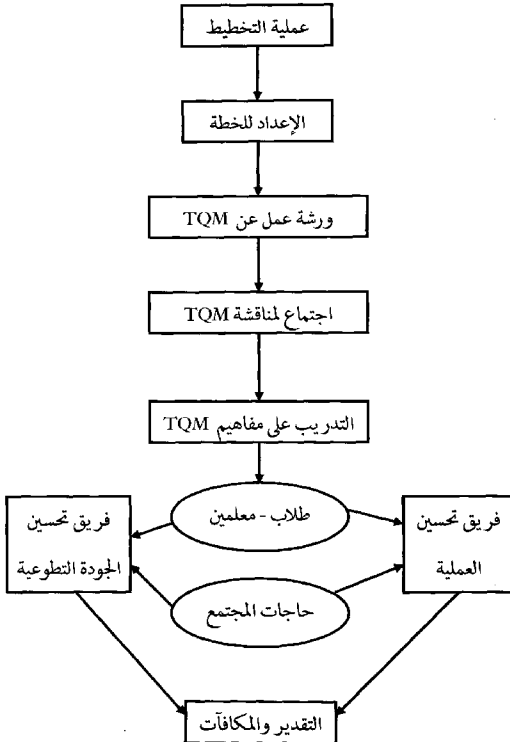 عملية التخطيط
الإعداد للخطة
ورشة عمل عن TQM
اجتماع لمناقشة TQM
التدريب على مفاهيم TQM
طلاب - معلمين
فريق تحسين
العملية
فريق تحسين
الجودة التطوعية
حاجات المجتمع
التقدير والمكافآت